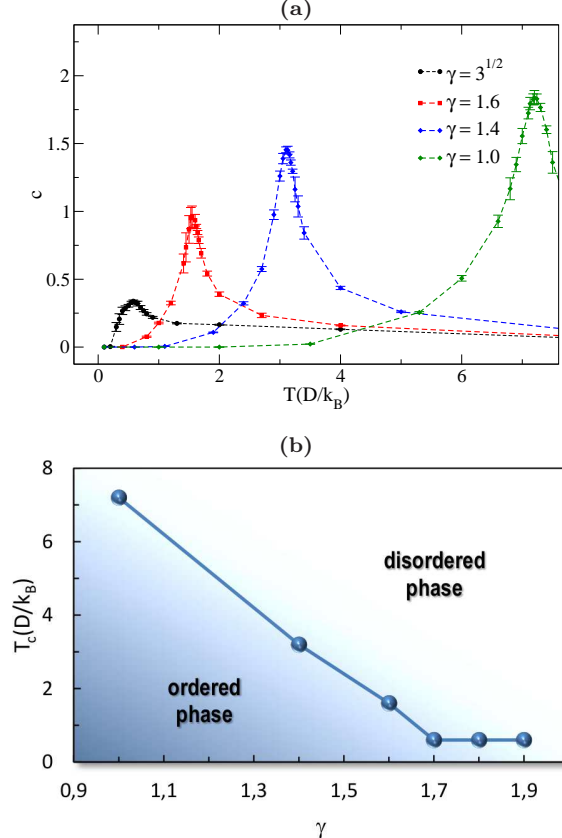 (a)
2
1.5
1
0.5
0
c
γ = 3^{1/2}
γ = 1.6
γ = 1.4
γ = 1.0
0 2 4 6
T(D/k_B)
(b)
8
6
4
2
0
T_c(D/k_B)
disordered
phase
ordered
phase
0,9 1,1 1,3 1,5 1,7 1,9
γ